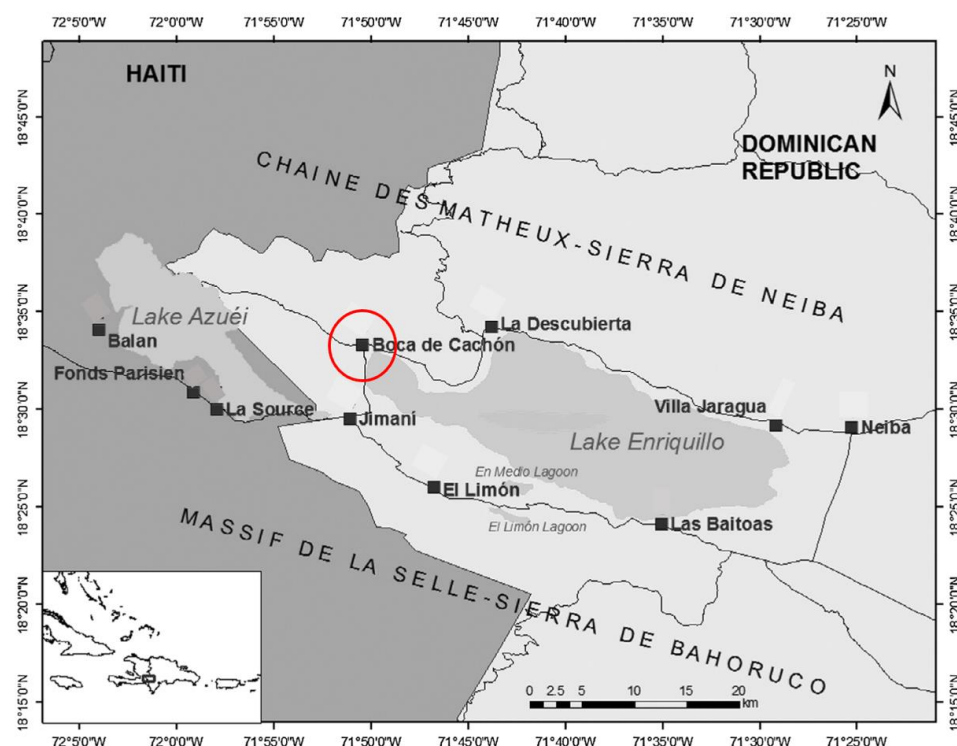 72°50'0"W 72°0'0"W 71°55'0"W 71°50'0"W 71°45'0"W 71°40'0"W 71°35'0"W 71°30'0"W 71°25'0"W
HAITI
N
18°45'0"N
18°45'0"N
DOMINICAN
REPUBLIC
CHAINE DES MATHEUX-SIERRA DE NEIBA
18°40'0"N
18°40'0"N
18°35'0"N
18°35'0"N
Lake Azuéi
La Descubierta
Balan
Boca de Cachón
Fonds Parisien
Villa Jaragua
18°30'0"N
18°30'0"N
La Source
Jimaní
Neiba
Lake Enriquillo
En Medio Lagoon
El Limón
18°25'0"N
18°25'0"N
El Limón Lagoon
Las Baitoas
MASSIF DE LA SELLE-SIERRA DE BAHORUCO
18°20'0"N
18°20'0"N
0 2.5 5 10 15 20
km
18°15'0"N
18°15'0"N
72°50'0"W 72°0'0"W 71°55'0"W 71°50'0"W 71°45'0"W 71°40'0"W 71°35'0"W 71°30'0"W 71°25'0"W